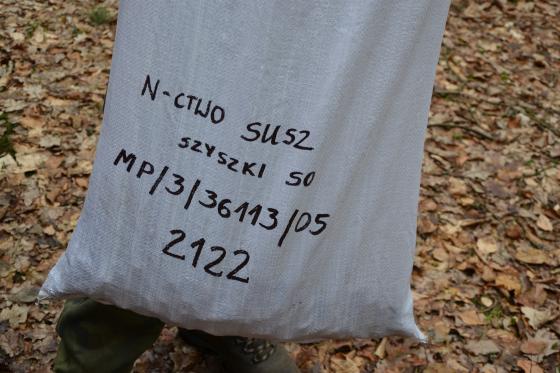 N-CTWO SUSZ
SZYSZKI SO
MP/3/36113/05
2122